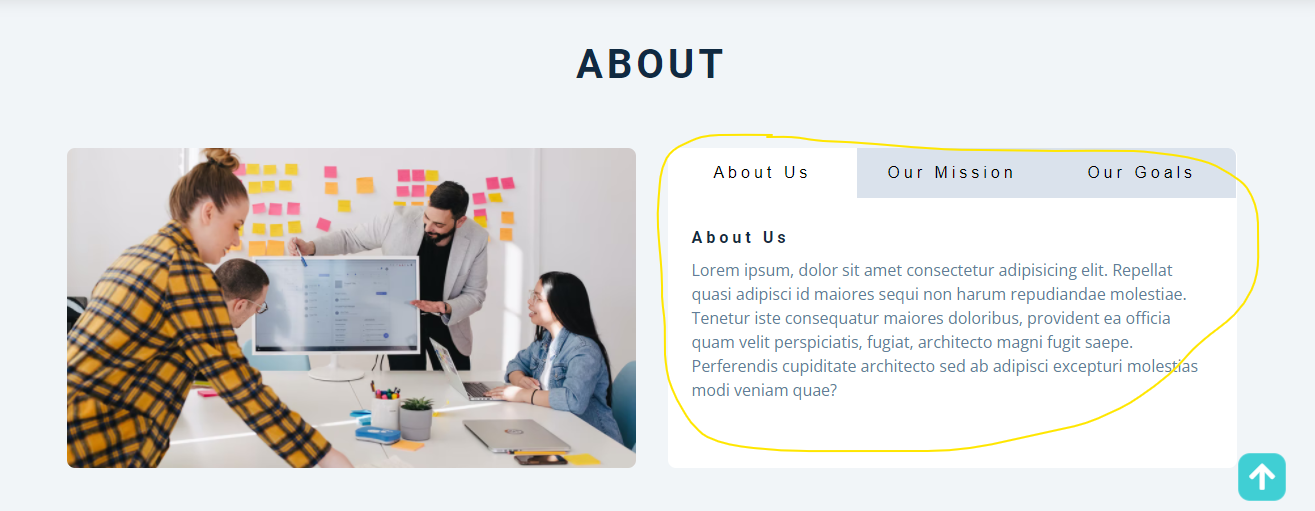 ABOUT
About Us
Our Mission
Our Goals
About Us
Lorem ipsum, dolor sit amet consectetur adipisicing elit. Repellat
quasi adipisci id maiores sequi non harum repudiandae molestiae.
Tenetur iste consequatur maiores doloribus, provident ea officia
quam velit perspiciatis, fugiat, architecto magni fugit saepe.
Perferendis cupiditate architecto sed ab adipisci excepturi molestias
modi veniam quae?